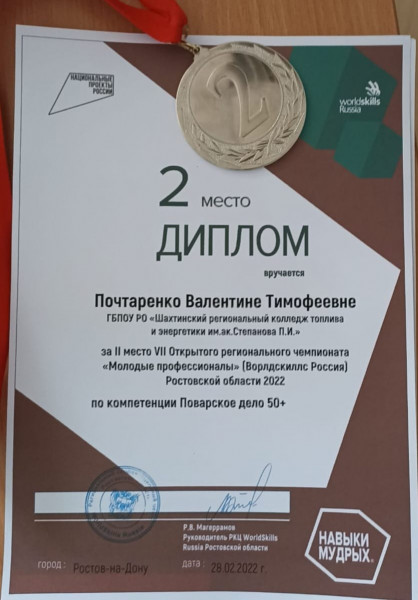 НАЦИОНАЛЬНЫЕ
ПРОЕКТЫ
РОССИИ
2
worldskills
Russia
2 место
ДИПЛОМ
вручается
Почтаренко Валентине Тимофеевне
ГБПОУ РО «Шахтинский региональный колледж топлива
и энергетики им.ак.Степанова П.И.»
за II место VII Открытого регионального чемпионата
«Молодые профессионалы» (Ворлдскиллс Россия)
Ростовской области 2022
по компетенции Поварское дело 50+
Р.В. Магеррамов
Руководитель РКЦ WorldSkills
Russia Ростовской области
НАВЫКИ
МУДРЫХ
город : Ростов-на-Дону дата : 28.02.2022 г.